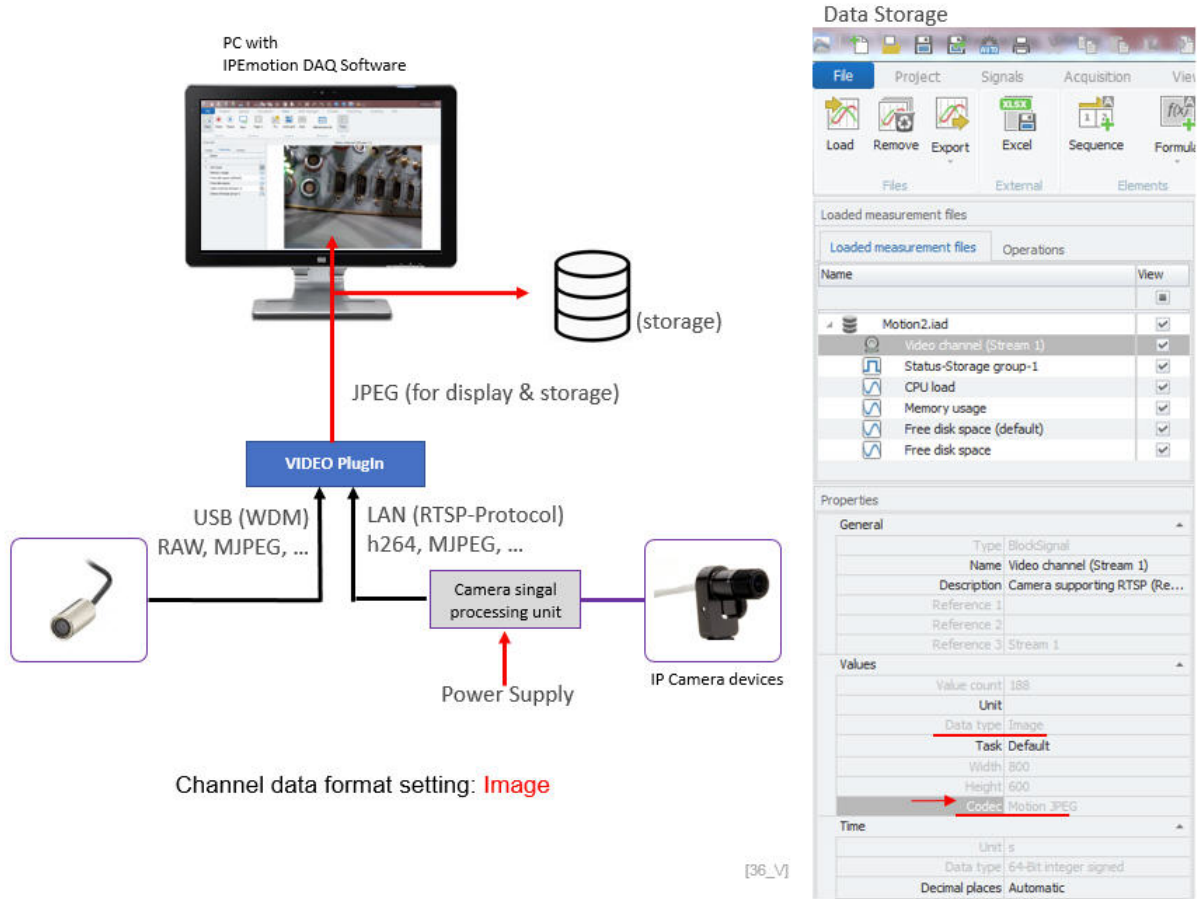 PC with
IPEmotion DAQ Software
(storage)
JPEG (for display & storage)
VIDEO PlugIn
USB (WDM)
RAW, MJPEG, ...
LAN (RTSP-Protocol)
h264, MJPEG, ...
Camera singal
processing unit
Power Supply
IP Camera devices
Channel data format setting: Image
[36_V]
Data Storage
File Project Signals Acquisition
Load Remove Export Excel Sequence
Files External Elements
Loaded measurement files
Loaded measurement files Operations
Name View
Motion2.iad
Video channel (Stream 1)
Status-Storage group-1
CPU load
Memory usage
Free disk space (default)
Free disk space
Properties
General
Type BlockSignal
Name Video channel (Stream 1)
Description Camera supporting RTSP (Re...
Reference 1
Reference 2
Reference 3 Stream 1
Values
Value count 188
Unit
Data type Image
Task Default
Width 800
Height 600
Codec Motion JPEG
Time
Unit s
Data type 64-Bit integer signed
Decimal places Automatic